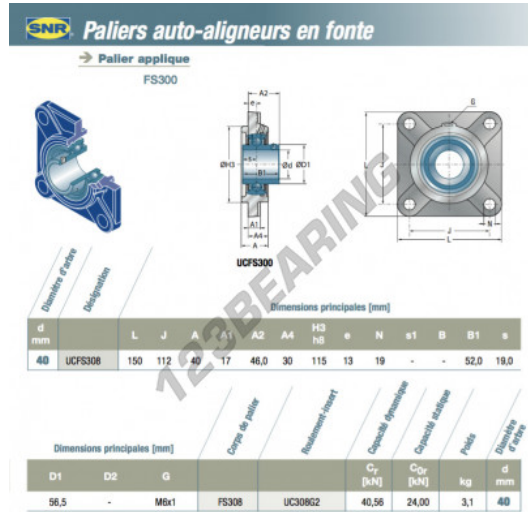 SNR Paliers auto-aligneurs en fonte
Palier applique
FS300
A2
e
G
ØH3
s
B1
Ød
ØD1
L
J
A1
A4
A
N
J
L
UCFS300
123BEARING
Diamètre d'arbre
Désignation
Dimensions principales [mm]
d mm L J A A1 A2 A4 H3 h8 e N s1 B B1 s
40 UCFS308 150 112 40 17 46,0 30 115 13 19 - - 52,0 19,0
Dimensions principales [mm]
Corps de palier
Roulement-insert
Capacité dynamique
Capacité statique
Poids
Diamètre d'arbre
D1 D2 G Cr [kN] C0r [kN] kg d mm
56,5 - M6x1 FS308 UC308G2 40,56 24,00 3,1 40